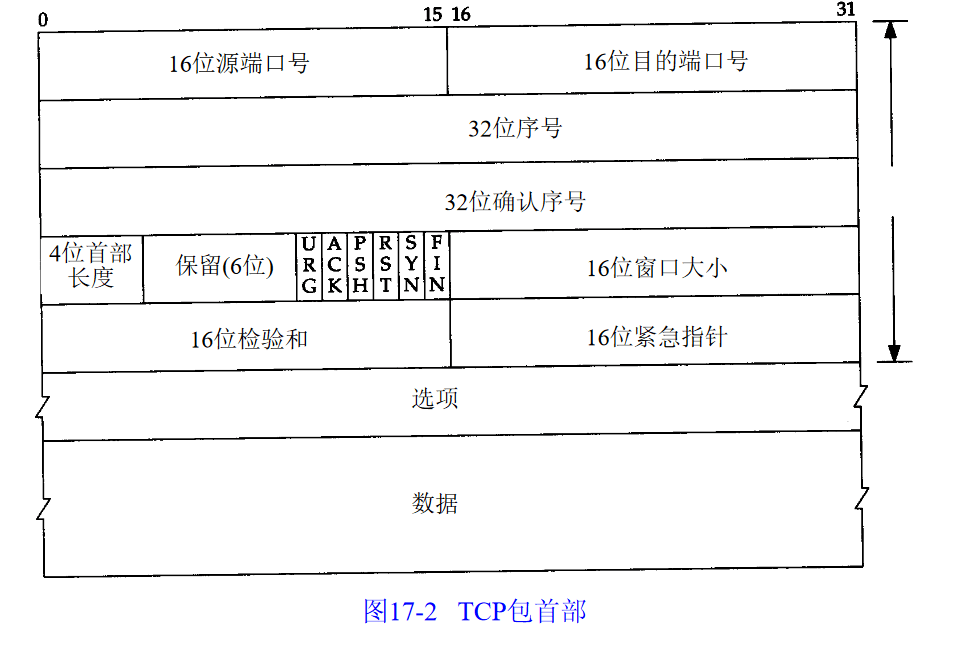 0 15 16 31
16位源端口号 16位目的端口号
32位序号
32位确认序号
4位首部
长度
保留(6位)
URG
ACK
PSH
RST
SYN
FIN
16位窗口大小
16位检验和 16位紧急指针
选项
数据
图17-2 TCP包首部